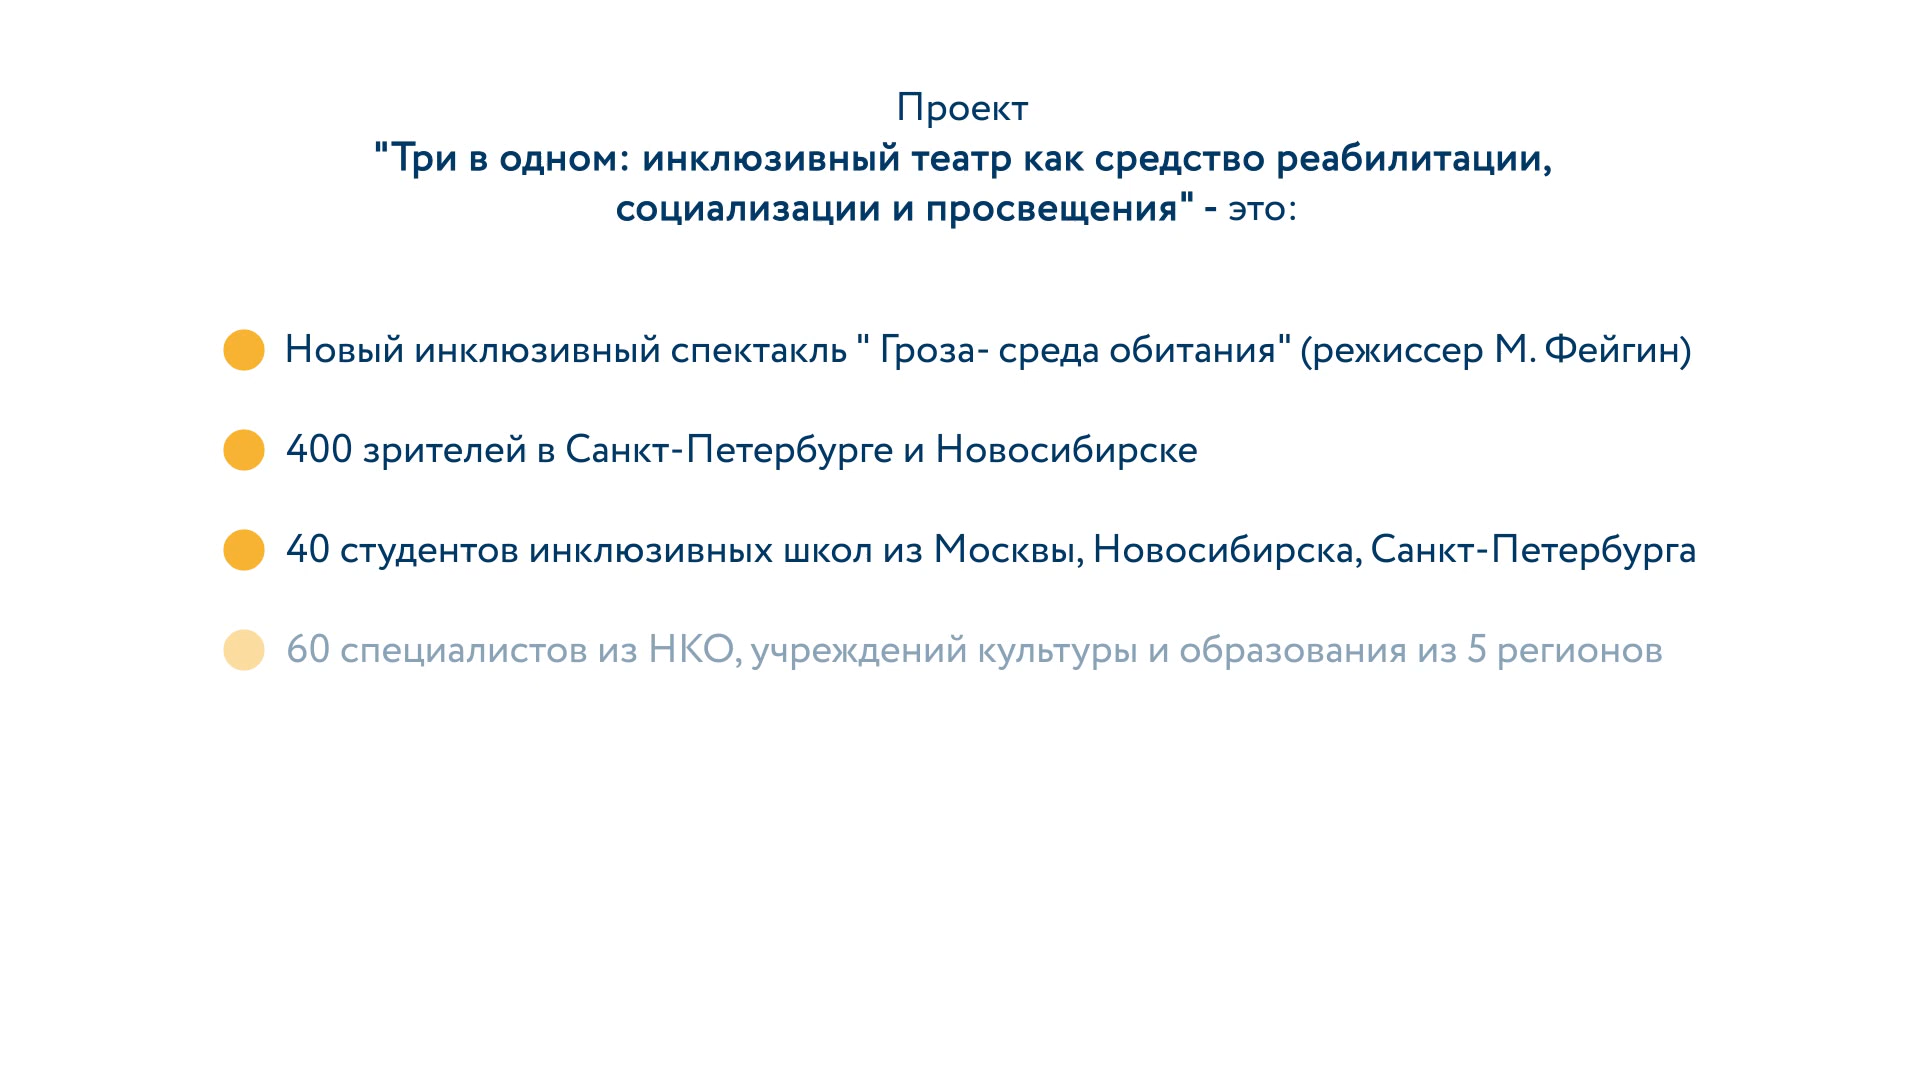 Проект
"Три в одном: инклюзивный театр как средство реабилитации,
социализации и просвещения" - это:
Новый инклюзивный спектакль " Гроза- среда обитания" (режиссер М. Фейгин)
400 зрителей в Санкт-Петербурге и Новосибирске
40 студентов инклюзивных школ из Москвы, Новосибирска, Санкт-Петербурга
60 специалистов из НКО, учреждений культуры и образования из 5 регионов